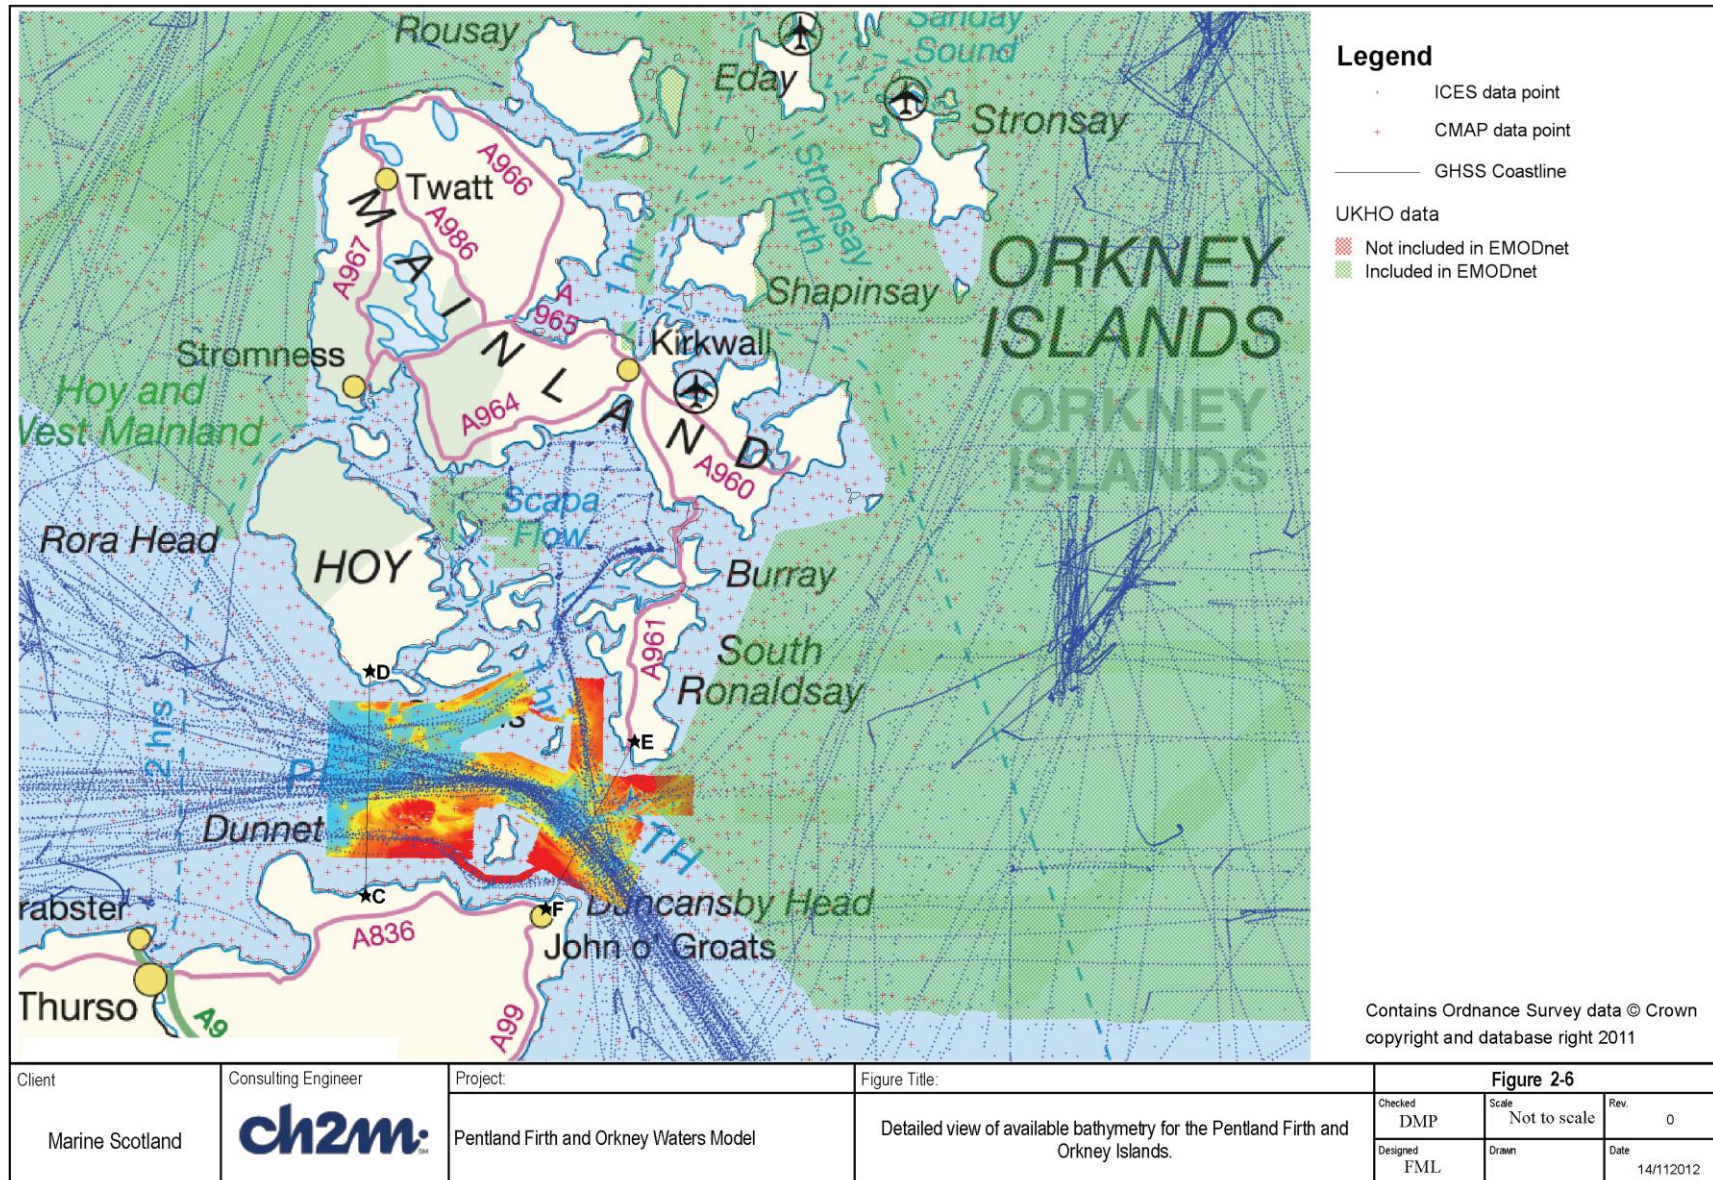 Rousay
Sanday
Sound
Eday
Stronsay
Twatt
A966
A986
A967
MAINLAND
Stronsay
Firth
1 hr
Shapinsay
ORKNEY
ISLANDS
A
965
Kirkwall
Stromness
Hoy and
West Mainland
A964
ORKNEY
ISLANDS
A960
Scapa
Flow
Rora Head
HOY
Burray
A961
South
Ronaldsay
D
1 hr
2 hrs
E
Dunnet
TH
C
F
Duncansby Head
rabster
A836
John o' Groats
Thurso
A9
A99
Legend
ICES data point
CMAP data point
GHSS Coastline
UKHO data
Not included in EMODnet
Included in EMODnet
Contains Ordnance Survey data © Crown
copyright and database right 2011
Client
Marine Scotland
Consulting Engineer
ch2m:
SM
Project:
Pentland Firth and Orkney Waters Model
Figure Title:
Detailed view of available bathymetry for the Pentland Firth and
Orkney Islands.
Figure 2-6
Checked
DMP
Scale
Not to scale
Rev.
0
Designed
FML
Drawn
Date
14/112012